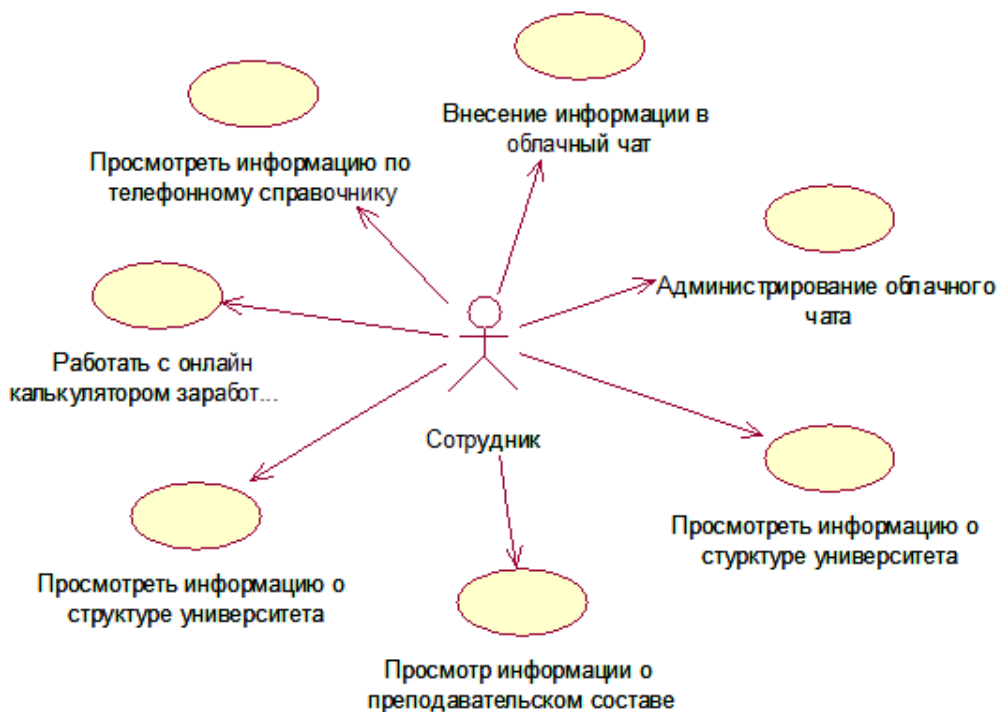 Внесение информации в
облачный чат
Просмотреть информацию по
телефонному справочнику
Администрирование облачного
чата
Работать с онлайн
калькулятором заработ...
Сотрудник
Просмотреть информацию о
стурктуре университета
Просмотреть информацию о
структуре университета
Просмотр информации о
преподавательском составе